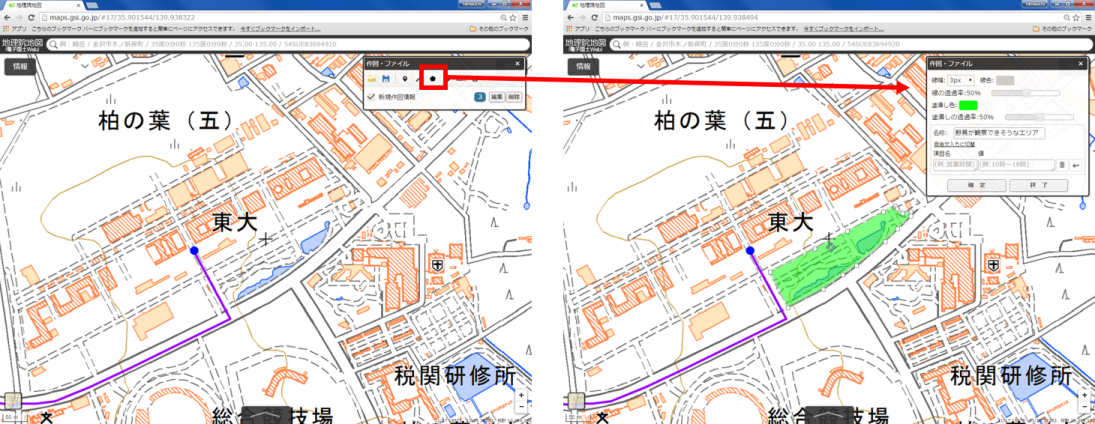 地理院地図
maps.gsi.go.jp/#17/35.901544/139.938322
アプリ こちらのブックマーク バーにブックマークを追加すると簡単にページにアクセスできます。 今すぐブックマークをインポート...
その他のブックマーク
地理院地図
(電子国土Web)
例：輪島 / 金沢市木ノ新保町 / 35度0分0秒 135度0分0秒 / 35.00 135.00 / 54SUE83694920
情報
作図・ファイル
新規作図情報
3
編集
削除
柏の葉（五）
東大
税関研修所
総合競技場
50 m
地理院地図
maps.gsi.go.jp/#17/35.901544/139.938494
アプリ こちらのブックマーク バーにブックマークを追加すると簡単にページにアクセスできます。 今すぐブックマークをインポート...
その他のブックマーク
地理院地図
(電子国土Web)
例：輪島 / 金沢市木ノ新保町 / 35度0分0秒 135度0分0秒 / 35.00 135.00 / 54SUE83694920
情報
作図・ファイル
線幅: 3px 線色:
線の透過率:50%
塗潰し色:
塗潰しの透過率:50%
名称: 野鳥が観察できそうなエリア
自由文入力に切替
項目名 値
(例:営業時間) (例:10時～18時)
確 定 終 了
柏の葉（五）
東大
税関研修所
総合競技場
50 m